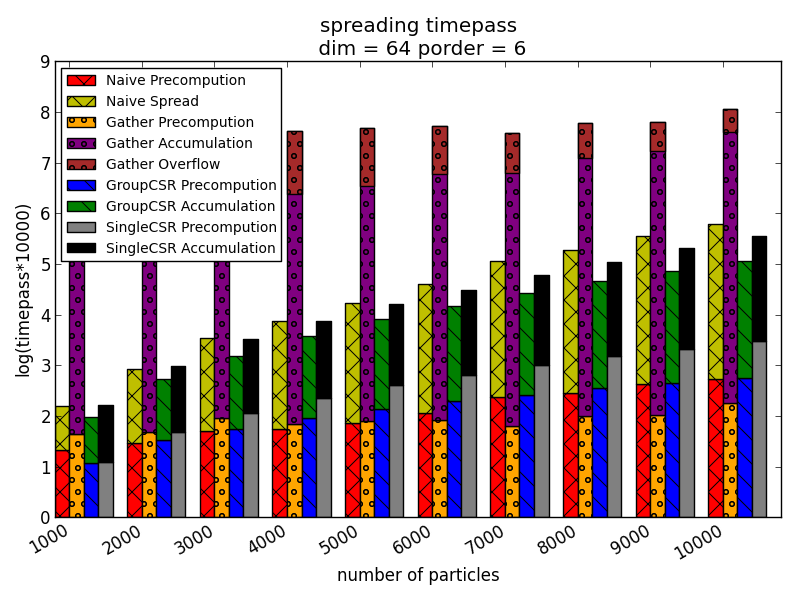 spreading timepass
dim = 64 porder = 6
log(timepass*10000)
9
8
7
6
5
4
3
2
1
0
Naive Precompution
Naive Spread
Gather Precompution
Gather Accumulation
Gather Overflow
GroupCSR Precompution
GroupCSR Accumulation
SingleCSR Precompution
SingleCSR Accumulation
1000
2000
3000
4000
5000
6000
7000
8000
9000
10000
number of particles